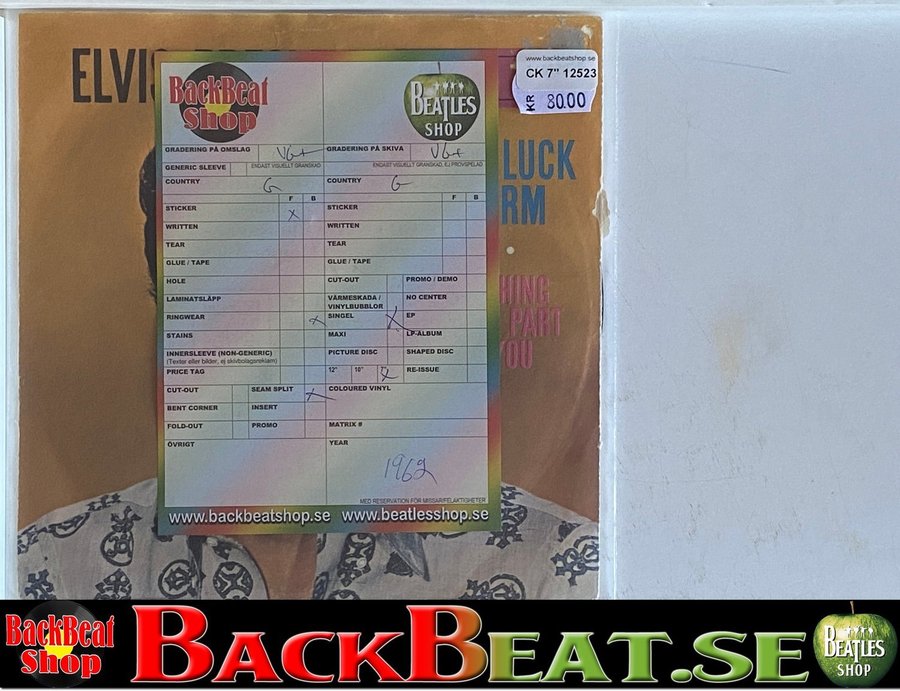 ELVIS
www.backbeatshop.se
CK 7" 12523
KR 80.00
LUCK
RM
HING
PART
YOU
BackBeat
Shop
BEATLES
SHOP
GRADERING PÅ OMSLAG VG+ GRADERING PÅ SKIVA VG+
ENDAST VISUELLT GRANSKAD ENDAST VISUELLT GRANSKAD, EJ PROVSPELAD
GENERIC SLEEVE
COUNTRY G COUNTRY G
F B F B
STICKER X STICKER
WRITTEN WRITTEN
TEAR TEAR
GLUE / TAPE GLUE / TAPE
HOLE CUT-OUT PROMO / DEMO
LAMINATSLÄPP VÄRMESKADA / VINYLBUBBLOR NO CENTER
RINGWEAR X SINGEL X EP
STAINS MAXI LP-ALBUM
INNERSLEEVE (NON-GENERIC) PICTURE DISC SHAPED DISC
(Texter eller bilder, ej skivbolagsreklam)
PRICE TAG 12" 10" 7" X RE-ISSUE
CUT-OUT SEAM SPLIT X COLOURED VINYL
BENT CORNER INSERT
FOLD-OUT PROMO MATRIX #
ÖVRIGT YEAR
1962
MED RESERVATION FÖR MISSAR/FELAKTIGHETER
www.backbeatshop.se www.beatlesshop.se
BackBeat
Shop
BACKBEAT.SE
BEATLES
SHOP